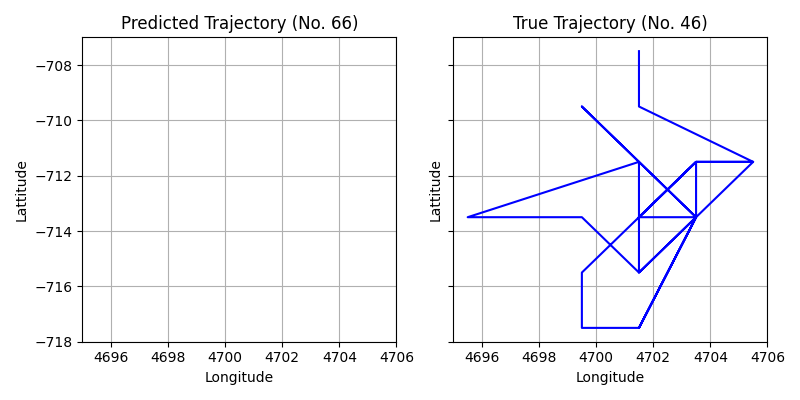 Predicted Trajectory (No. 66)
Lattitude
−708
−710
−712
−714
−716
−718
4696 4698 4700 4702 4704 4706
Longitude
True Trajectory (No. 46)
Lattitude
4696 4698 4700 4702 4704 4706
Longitude